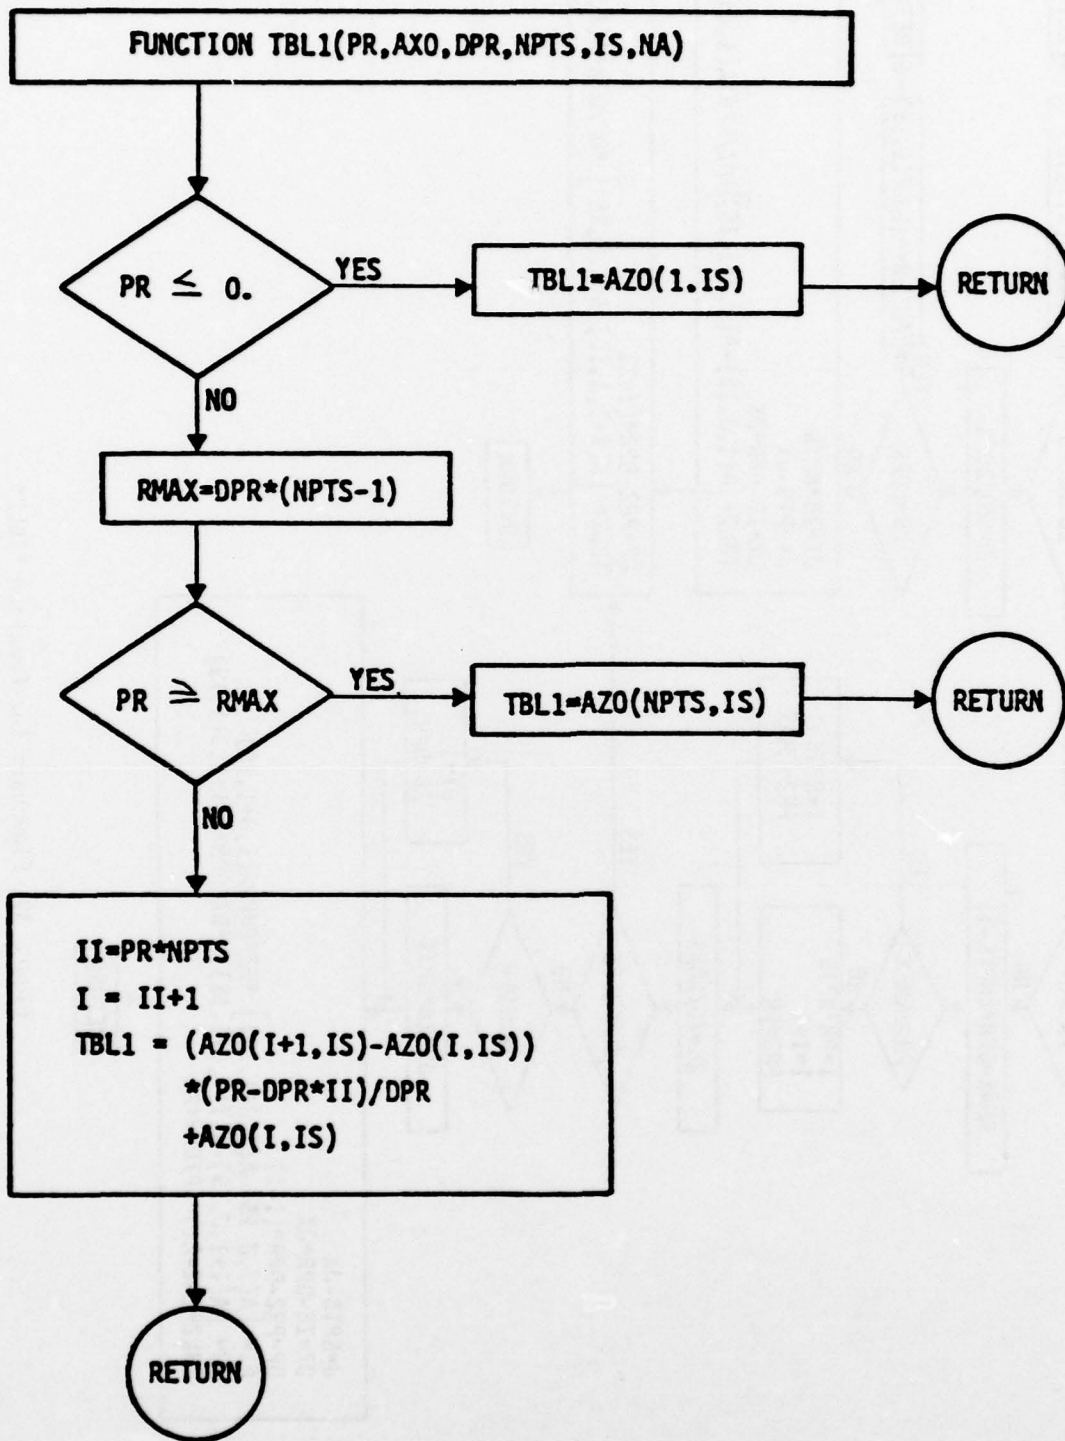 FUNCTION TBL1(PR,AXO,DPR,NPTS,IS,NA)
PR ≤ 0.
YES
TBL1=AZO(1.IS)
RETURN
NO
RMAX=DPR*(NPTS-1)
PR ≥ RMAX
YES
TBL1=AZO(NPTS,IS)
RETURN
NO
II=PR*NPTS
I = II+1
TBL1 = (AZO(I+1,IS)-AZO(I,IS))
*(PR-DPR*II)/DPR
+AZO(I,IS)
RETURN